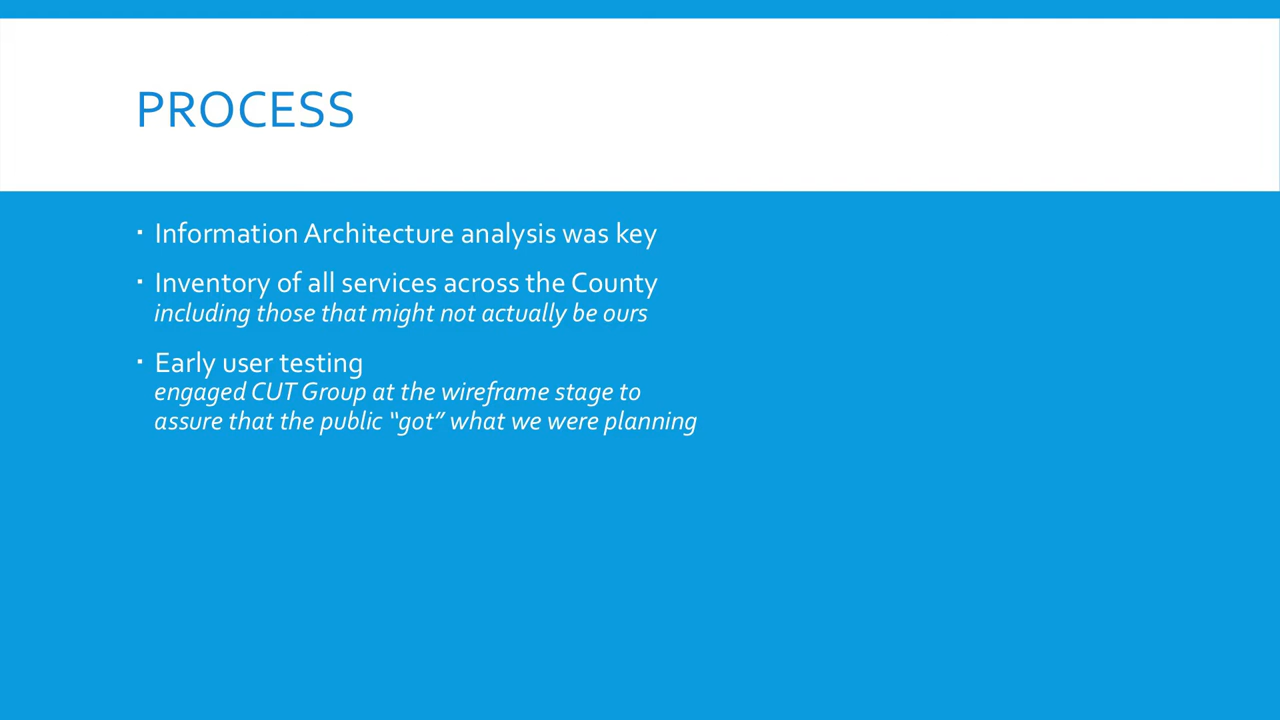 PROCESS
▪ Information Architecture analysis was key
▪ Inventory of all services across the County
including those that might not actually be ours
▪ Early user testing
engaged CUT Group at the wireframe stage to
assure that the public “got” what we were planning